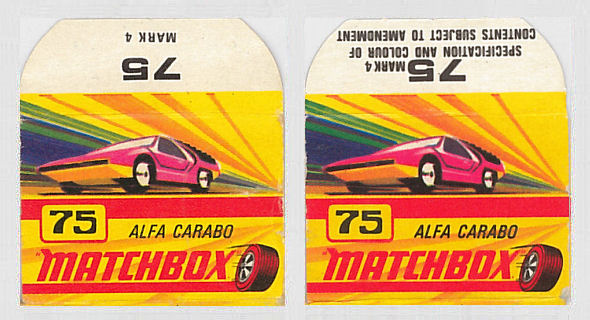 75
MARK 4
75
ALFA CARABO
"MATCHBOX"
75
MARK 4
SPECIFICATION AND COLOUR OF
CONTENTS SUBJECT TO AMENDMENT
75
ALFA CARABO
"MATCHBOX"